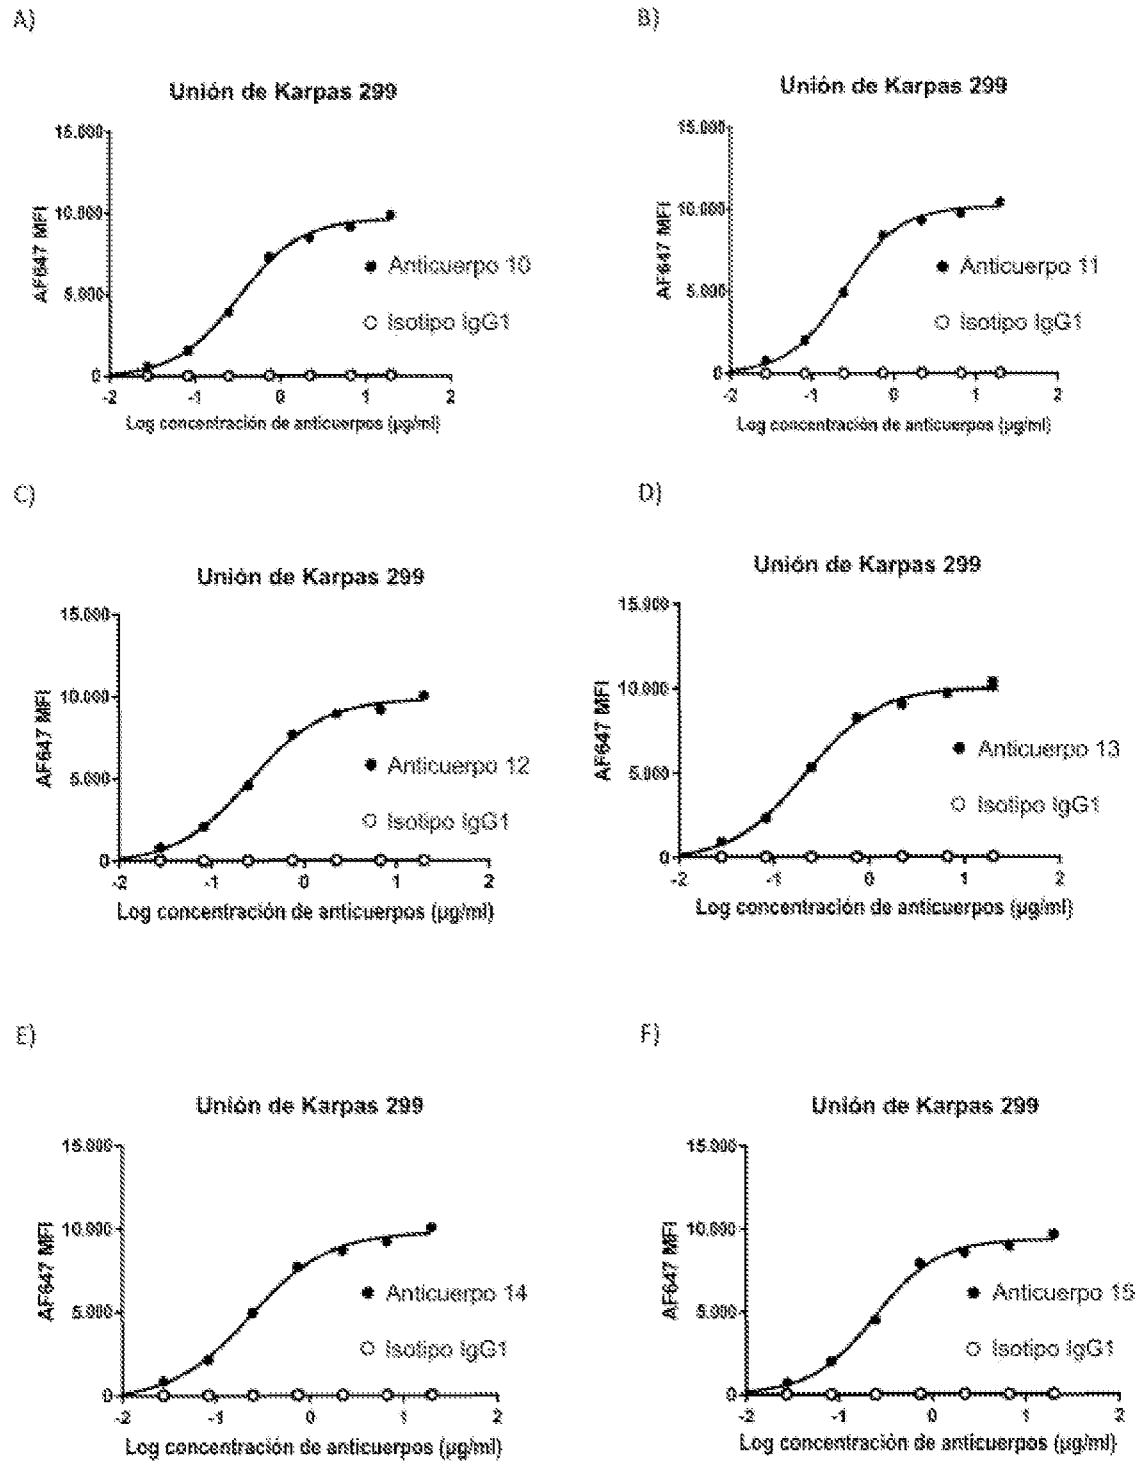 A)
Unión de Karpas 299
15.000
10.000
5.000
0
AF647 MFI
-2 -1 0 1 2
Log concentración de anticuerpos (µg/ml)
Anticuerpo 10
Isotipo IgG1
B)
Unión de Karpas 299
15.000
10.000
5.000
0
AF647 MFI
-2 -1 0 1 2
Log concentración de anticuerpos (µg/ml)
Anticuerpo 11
Isotipo IgG1
C)
Unión de Karpas 299
15.000
10.000
5.000
0
AF647 MFI
-2 -1 0 1 2
Log concentración de anticuerpos (µg/ml)
Anticuerpo 12
Isotipo IgG1
D)
Unión de Karpas 299
15.000
10.000
5.000
0
AF647 MFI
-2 -1 0 1 2
Log concentración de anticuerpos (µg/ml)
Anticuerpo 13
Isotipo IgG1
E)
Unión de Karpas 299
15.000
10.000
5.000
0
AF647 MFI
-2 -1 0 1 2
Log concentración de anticuerpos (µg/ml)
Anticuerpo 14
Isotipo IgG1
F)
Unión de Karpas 299
15.000
10.000
5.000
0
AF647 MFI
-2 -1 0 1 2
Log concentración de anticuerpos (µg/ml)
Anticuerpo 15
Isotipo IgG1